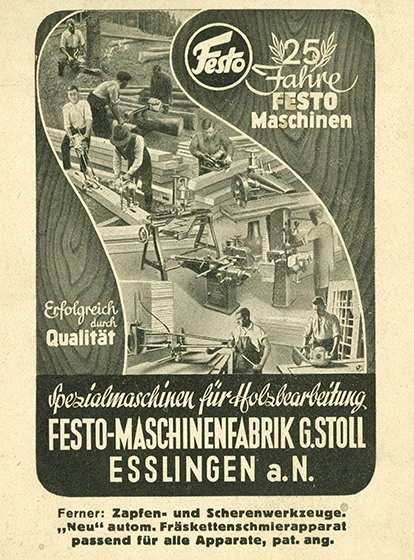 Festo
25
Jahre
FESTO
Maschinen
Erfolgreich
durch
Qualität
Spezialmaschinen für Holzbearbeitung
FESTO-MASCHINENFABRIK G.STOLL
ESSLINGEN a.N.
Ferner: Zapfen- und Scherenwerkzeuge.
„Neu“ autom. Fräskettenschmierapparat
passend für alle Apparate, pat. ang.